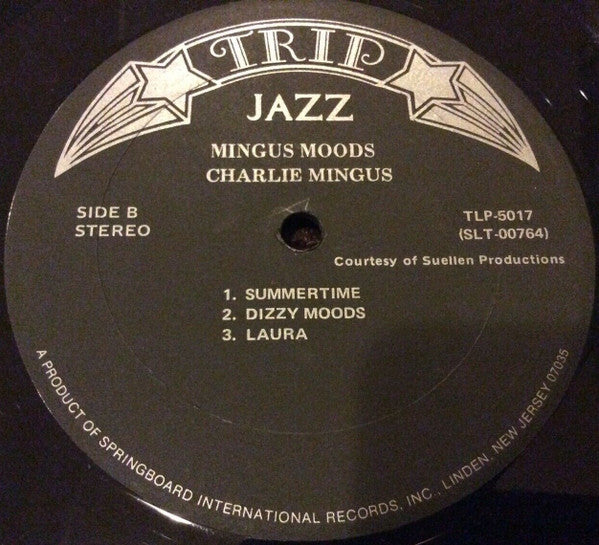 TRIP
JAZZ
MINGUS MOODS
CHARLIE MINGUS
SIDE B
STEREO
TLP-5017
(SLT-00764)
Courtesy of Suellen Productions
1. SUMMERTIME
2. DIZZY MOODS
3. LAURA
A PRODUCT OF SPRINGBOARD INTERNATIONAL RECORDS, INC., LINDEN, NEW JERSEY 07035